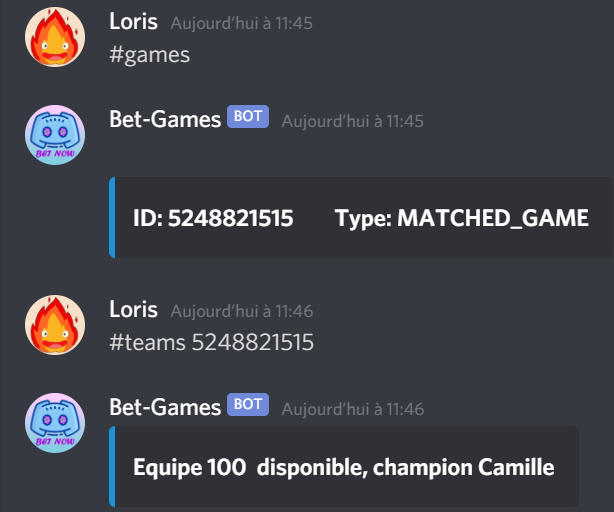 Loris Aujourd'hui à 11:45
#games
Bet-Games BOT Aujourd'hui à 11:45
BET NOW
ID: 5248821515 Type: MATCHED_GAME
Loris Aujourd'hui à 11:46
#teams 5248821515
Bet-Games BOT Aujourd'hui à 11:46
BET NOW
Equipe 100 disponible, champion Camille